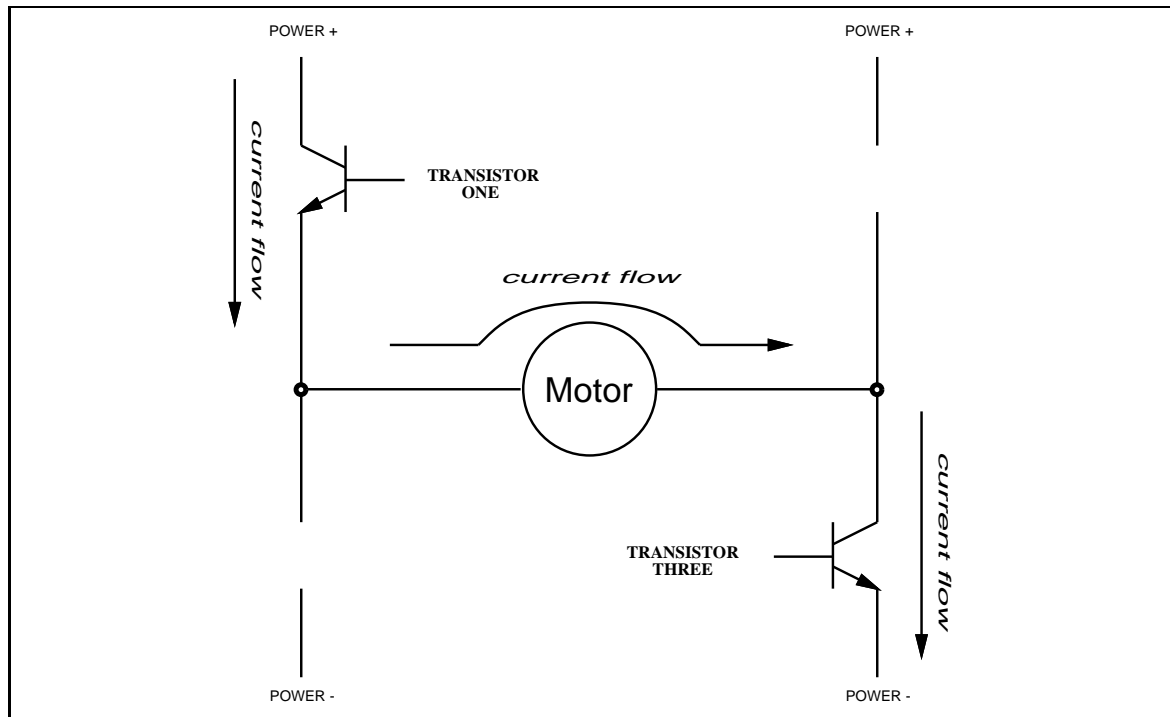 POWER +
POWER +
current flow
TRANSISTOR
ONE
current flow
Motor
current flow
TRANSISTOR
THREE
POWER -
POWER -